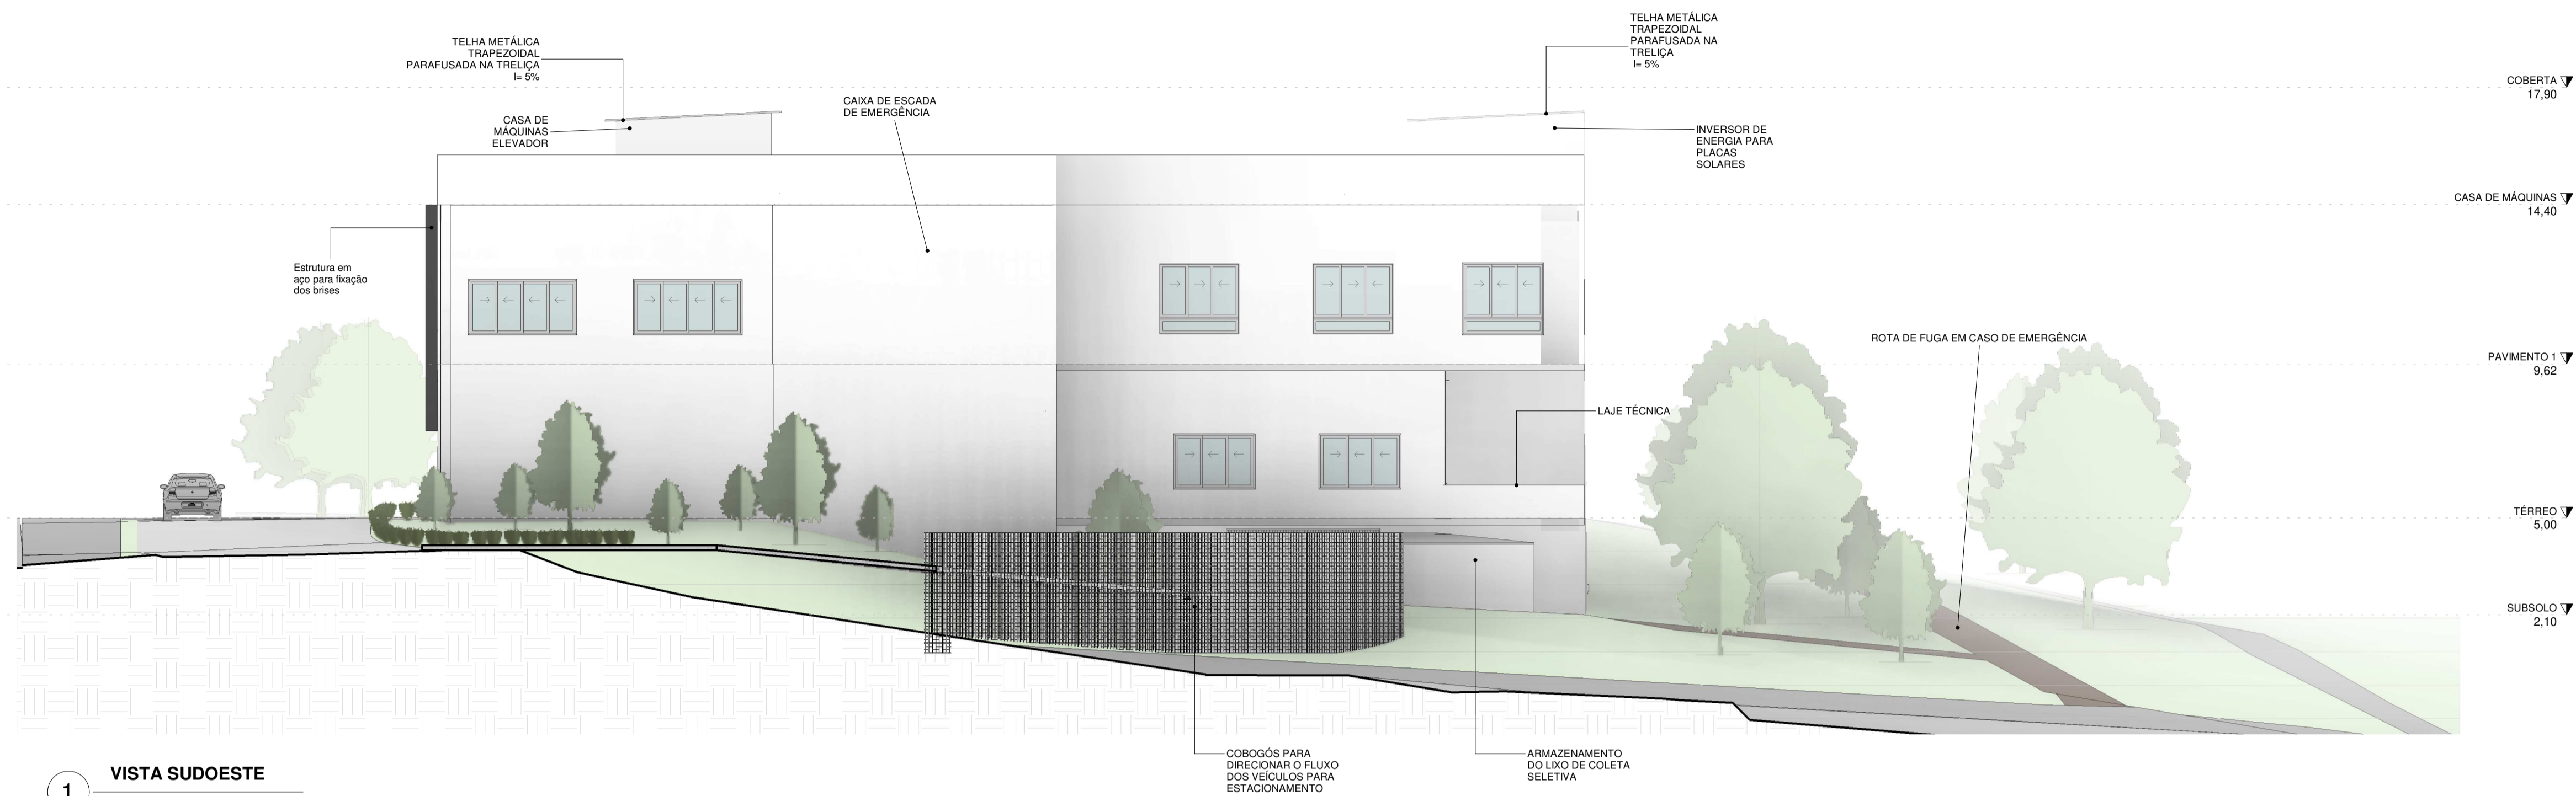 TELHA METÁLICA
TRAPEZOIDAL
PARAFUSADA NA TRELIÇA
I= 5%
CASA DE
MÁQUINAS
ELEVADOR
CAIXA DE ESCADA
DE EMERGÊNCIA
TELHA METÁLICA
TRAPEZOIDAL
PARAFUSADA NA
TRELIÇA
I= 5%
INVERSOR DE
ENERGIA PARA
PLACAS
SOLARES
COBERTA
17,90
CASA DE MÁQUINAS
14,40
Estrutura em
aço para fixação
dos brises
ROTA DE FUGA EM CASO DE EMERGÊNCIA
PAVIMENTO 1
9,62
LAJE TÉCNICA
TÉRREO
5,00
SUBSOLO
2,10
COBOGÓS PARA
DIRECIONAR O FLUXO
DOS VEÍCULOS PARA
ESTACIONAMENTO
ARMAZENAMENTO
DO LIXO DE COLETA
SELETIVA
1
VISTA SUDOESTE